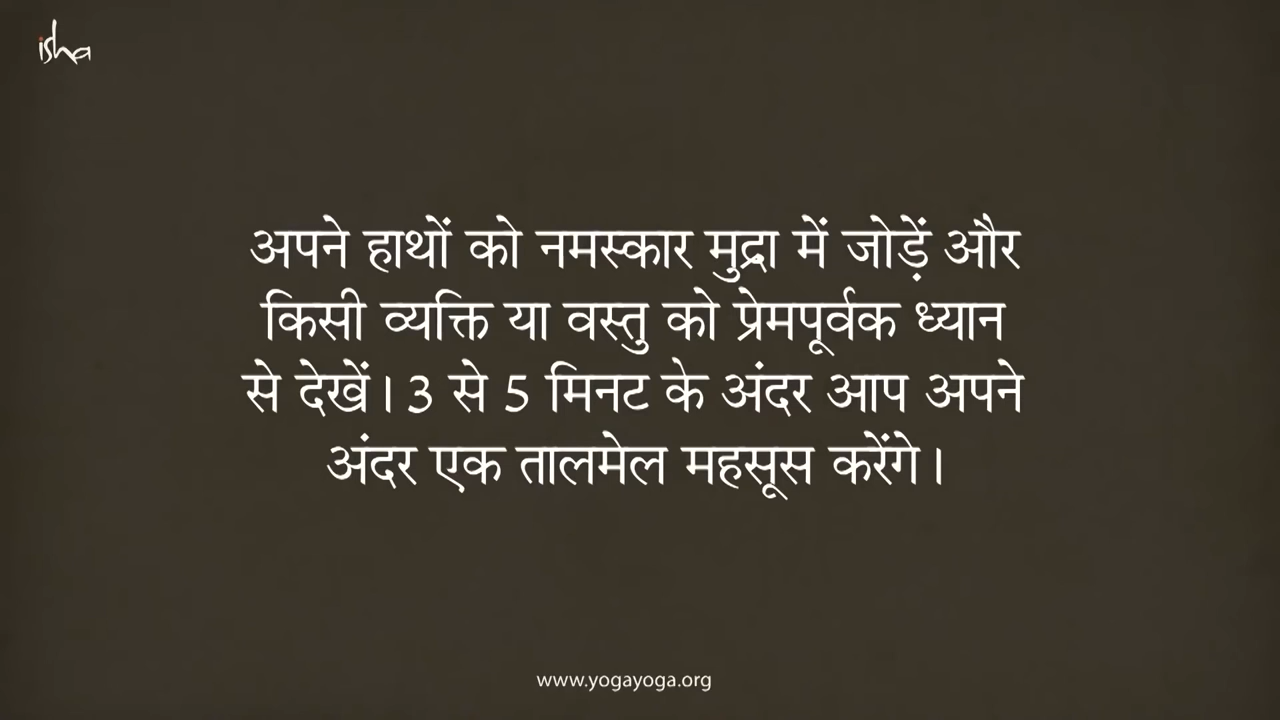 isha
अपने हाथों को नमस्कार मुद्रा में जोड़ें और
किसी व्यक्ति या वस्तु को प्रेमपूर्वक ध्यान
से देखें। 3 से 5 मिनट के अंदर आप अपने
अंदर एक तालमेल महसूस करेंगे।
www.yogayoga.org